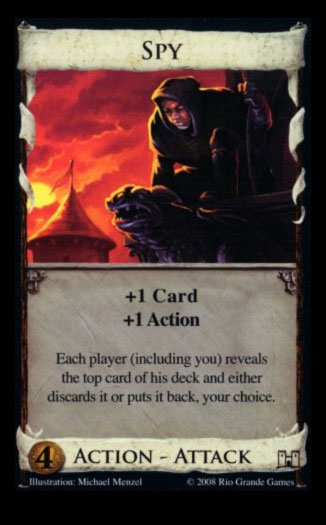 SPY
+1 Card
+1 Action
Each player (including you) reveals
the top card of his deck and either
discards it or puts it back, your choice.
4 ACTION - ATTACK
Illustration: Michael Menzel © 2008 Rio Grande Games